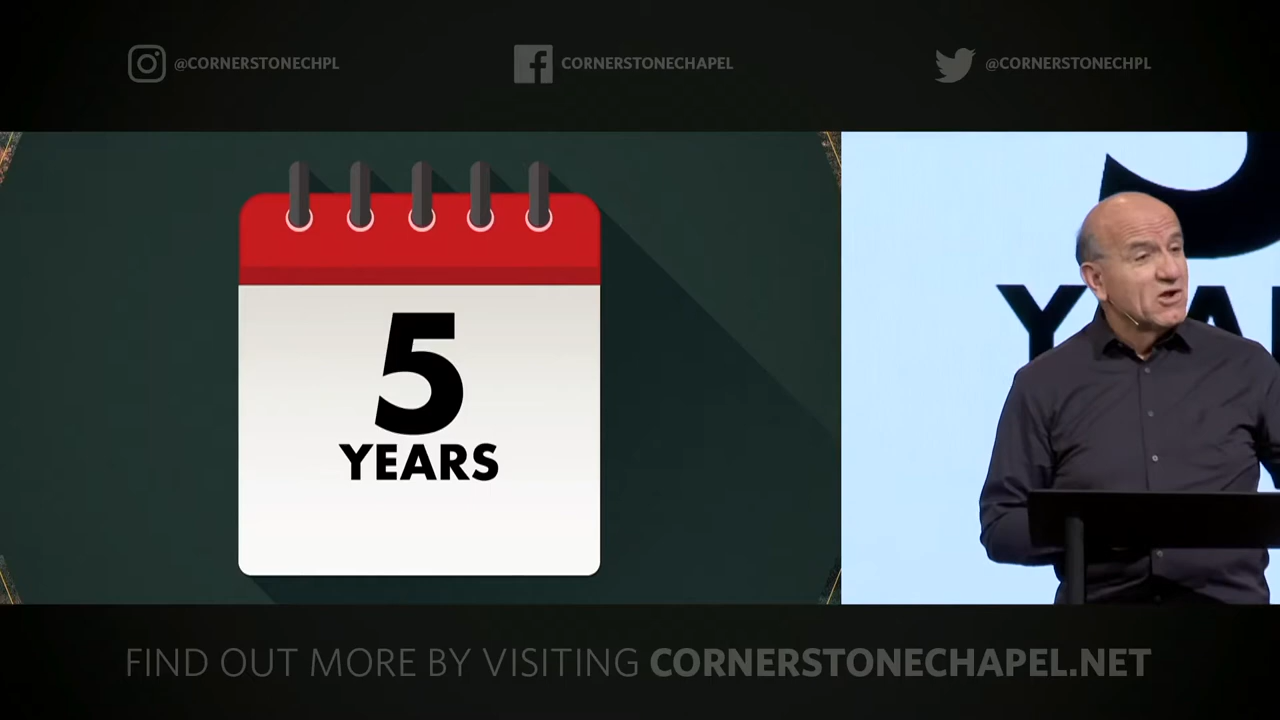 @CORNERSTONECHPL
CORNERSTONECHAPEL
@CORNERSTONECHPL
5
YEARS
FIND OUT MORE BY VISITING CORNERSTONECHAPEL.NET